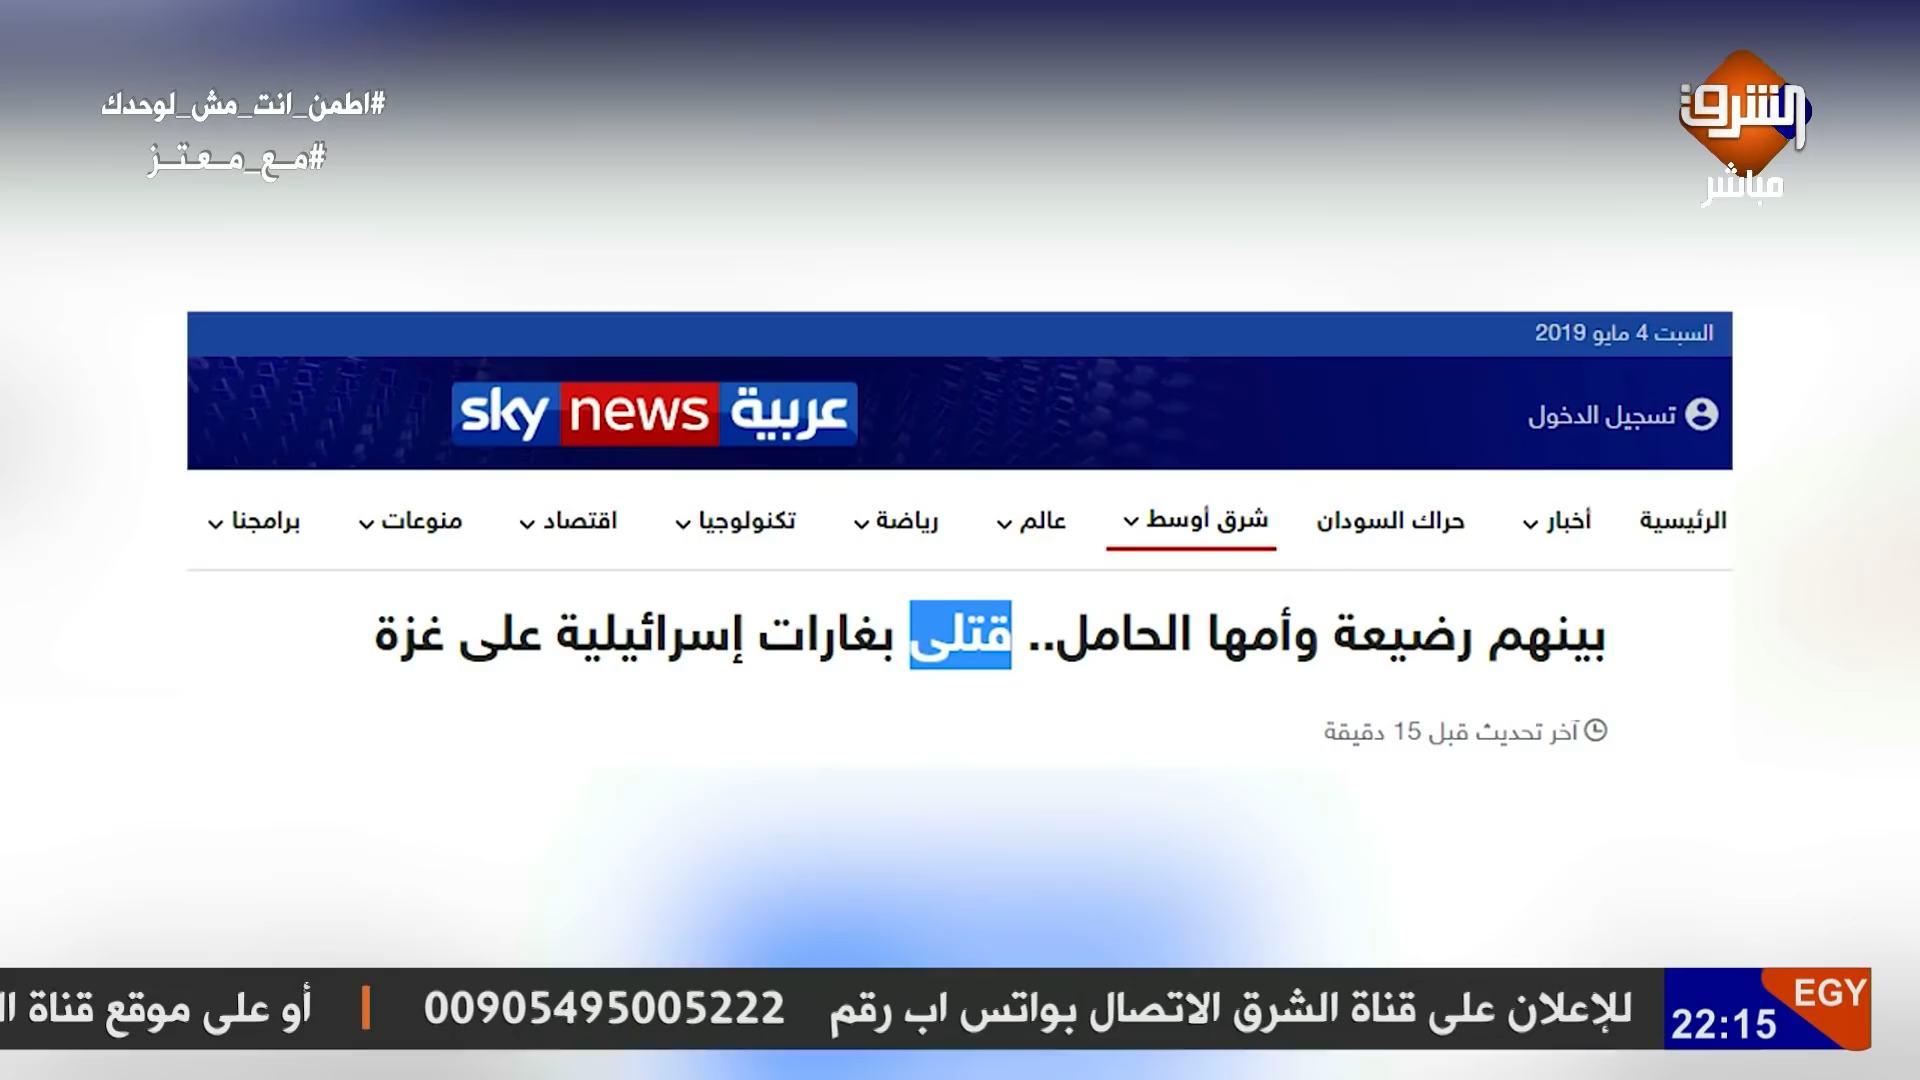 #اطمن_انت_مش_لوحدك
#مـع_مـعـتـز
الشرق
مباشر
السبت 4 مايو 2019
sky news عربية
تسجيل الدخول
الرئيسية أخبار حراك السودان شرق أوسط عالم رياضة تكنولوجيا اقتصاد منوعات برامجنا
بينهم رضيعة وأمها الحامل.. قتلى بغارات إسرائيلية على غزة
آخر تحديث قبل 15 دقيقة
EGY
22:15
للإعلان على قناة الشرق الاتصال بواتس اب رقم 00905495005222 | أو على موقع قناة